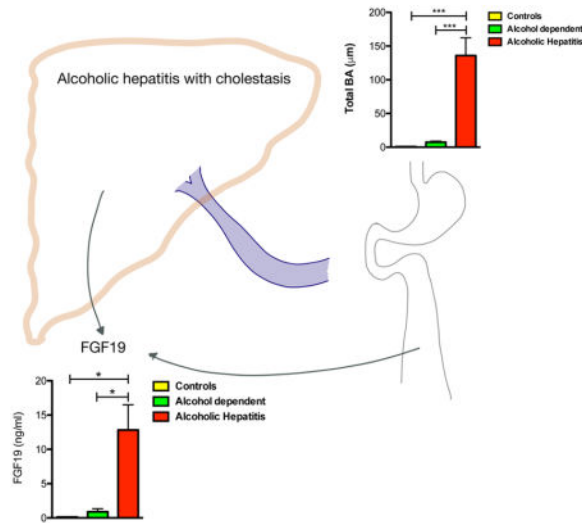 Alcoholic hepatitis with cholestasis
Total BA (μm)
200
150
100
50
0
***
***
Controls
Alcohol dependent
Alcoholic Hepatitis
FGF19
FGF19 (ng/ml)
20
15
10
5
0
*
*
Controls
Alcohol dependent
Alcoholic Hepatitis